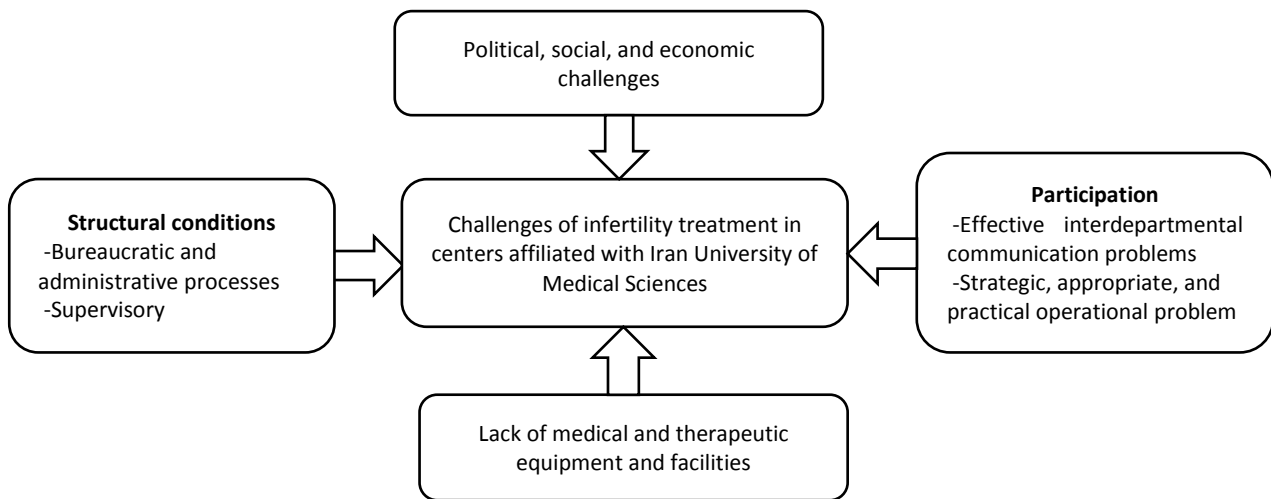 Political, social, and economic
challenges
Structural conditions
-Bureaucratic and
administrative processes
-Supervisory
Challenges of infertility treatment in
centers affiliated with Iran University of
Medical Sciences
Participation
-Effective interdepartmental
communication problems
-Strategic, appropriate, and
practical operational problem
Lack of medical and therapeutic
equipment and facilities